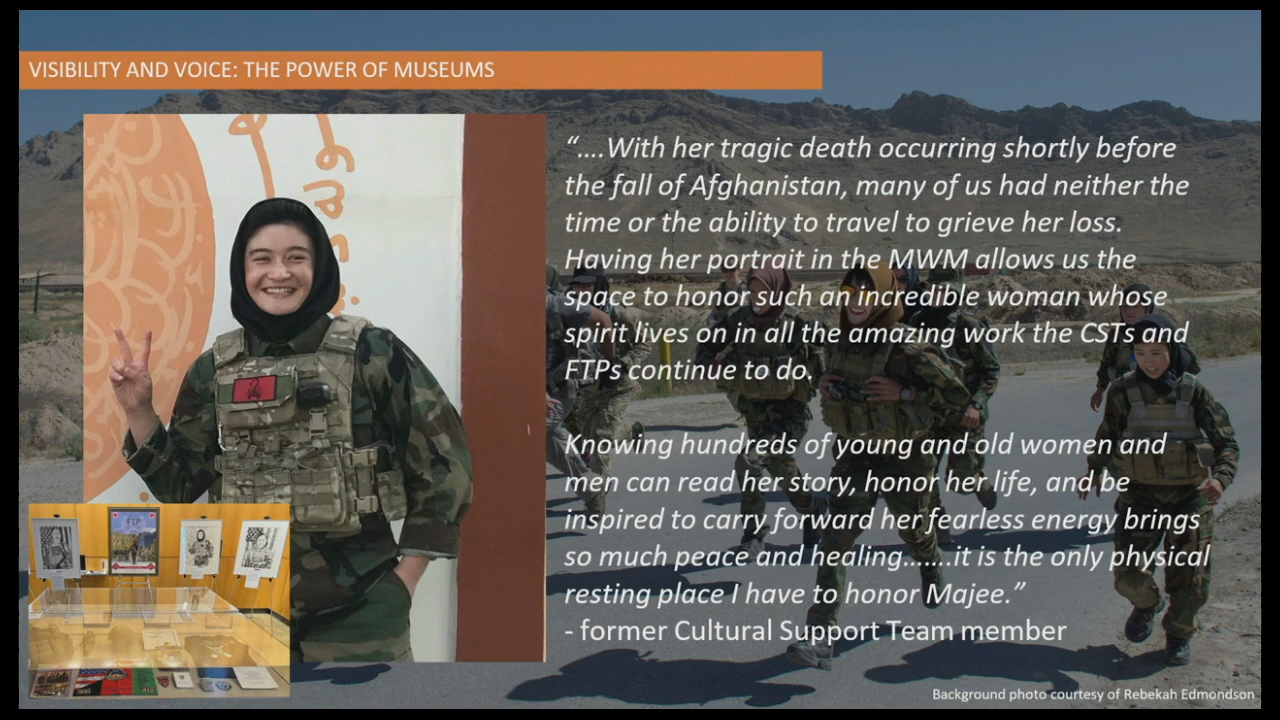 VISIBILITY AND VOICE: THE POWER OF MUSEUMS
“....With her tragic death occurring shortly before
the fall of Afghanistan, many of us had neither the
time or the ability to travel to grieve her loss.
Having her portrait in the MWM allows us the
space to honor such an incredible woman whose
spirit lives on in all the amazing work the CSTs and
FTPs continue to do.
Knowing hundreds of young and old women and
men can read her story, honor her life, and be
inspired to carry forward her fearless energy brings
so much peace and healing.......it is the only physical
resting place I have to honor Majee.”
- former Cultural Support Team member
FTP
Background photo courtesy of Rebekah Edmondson